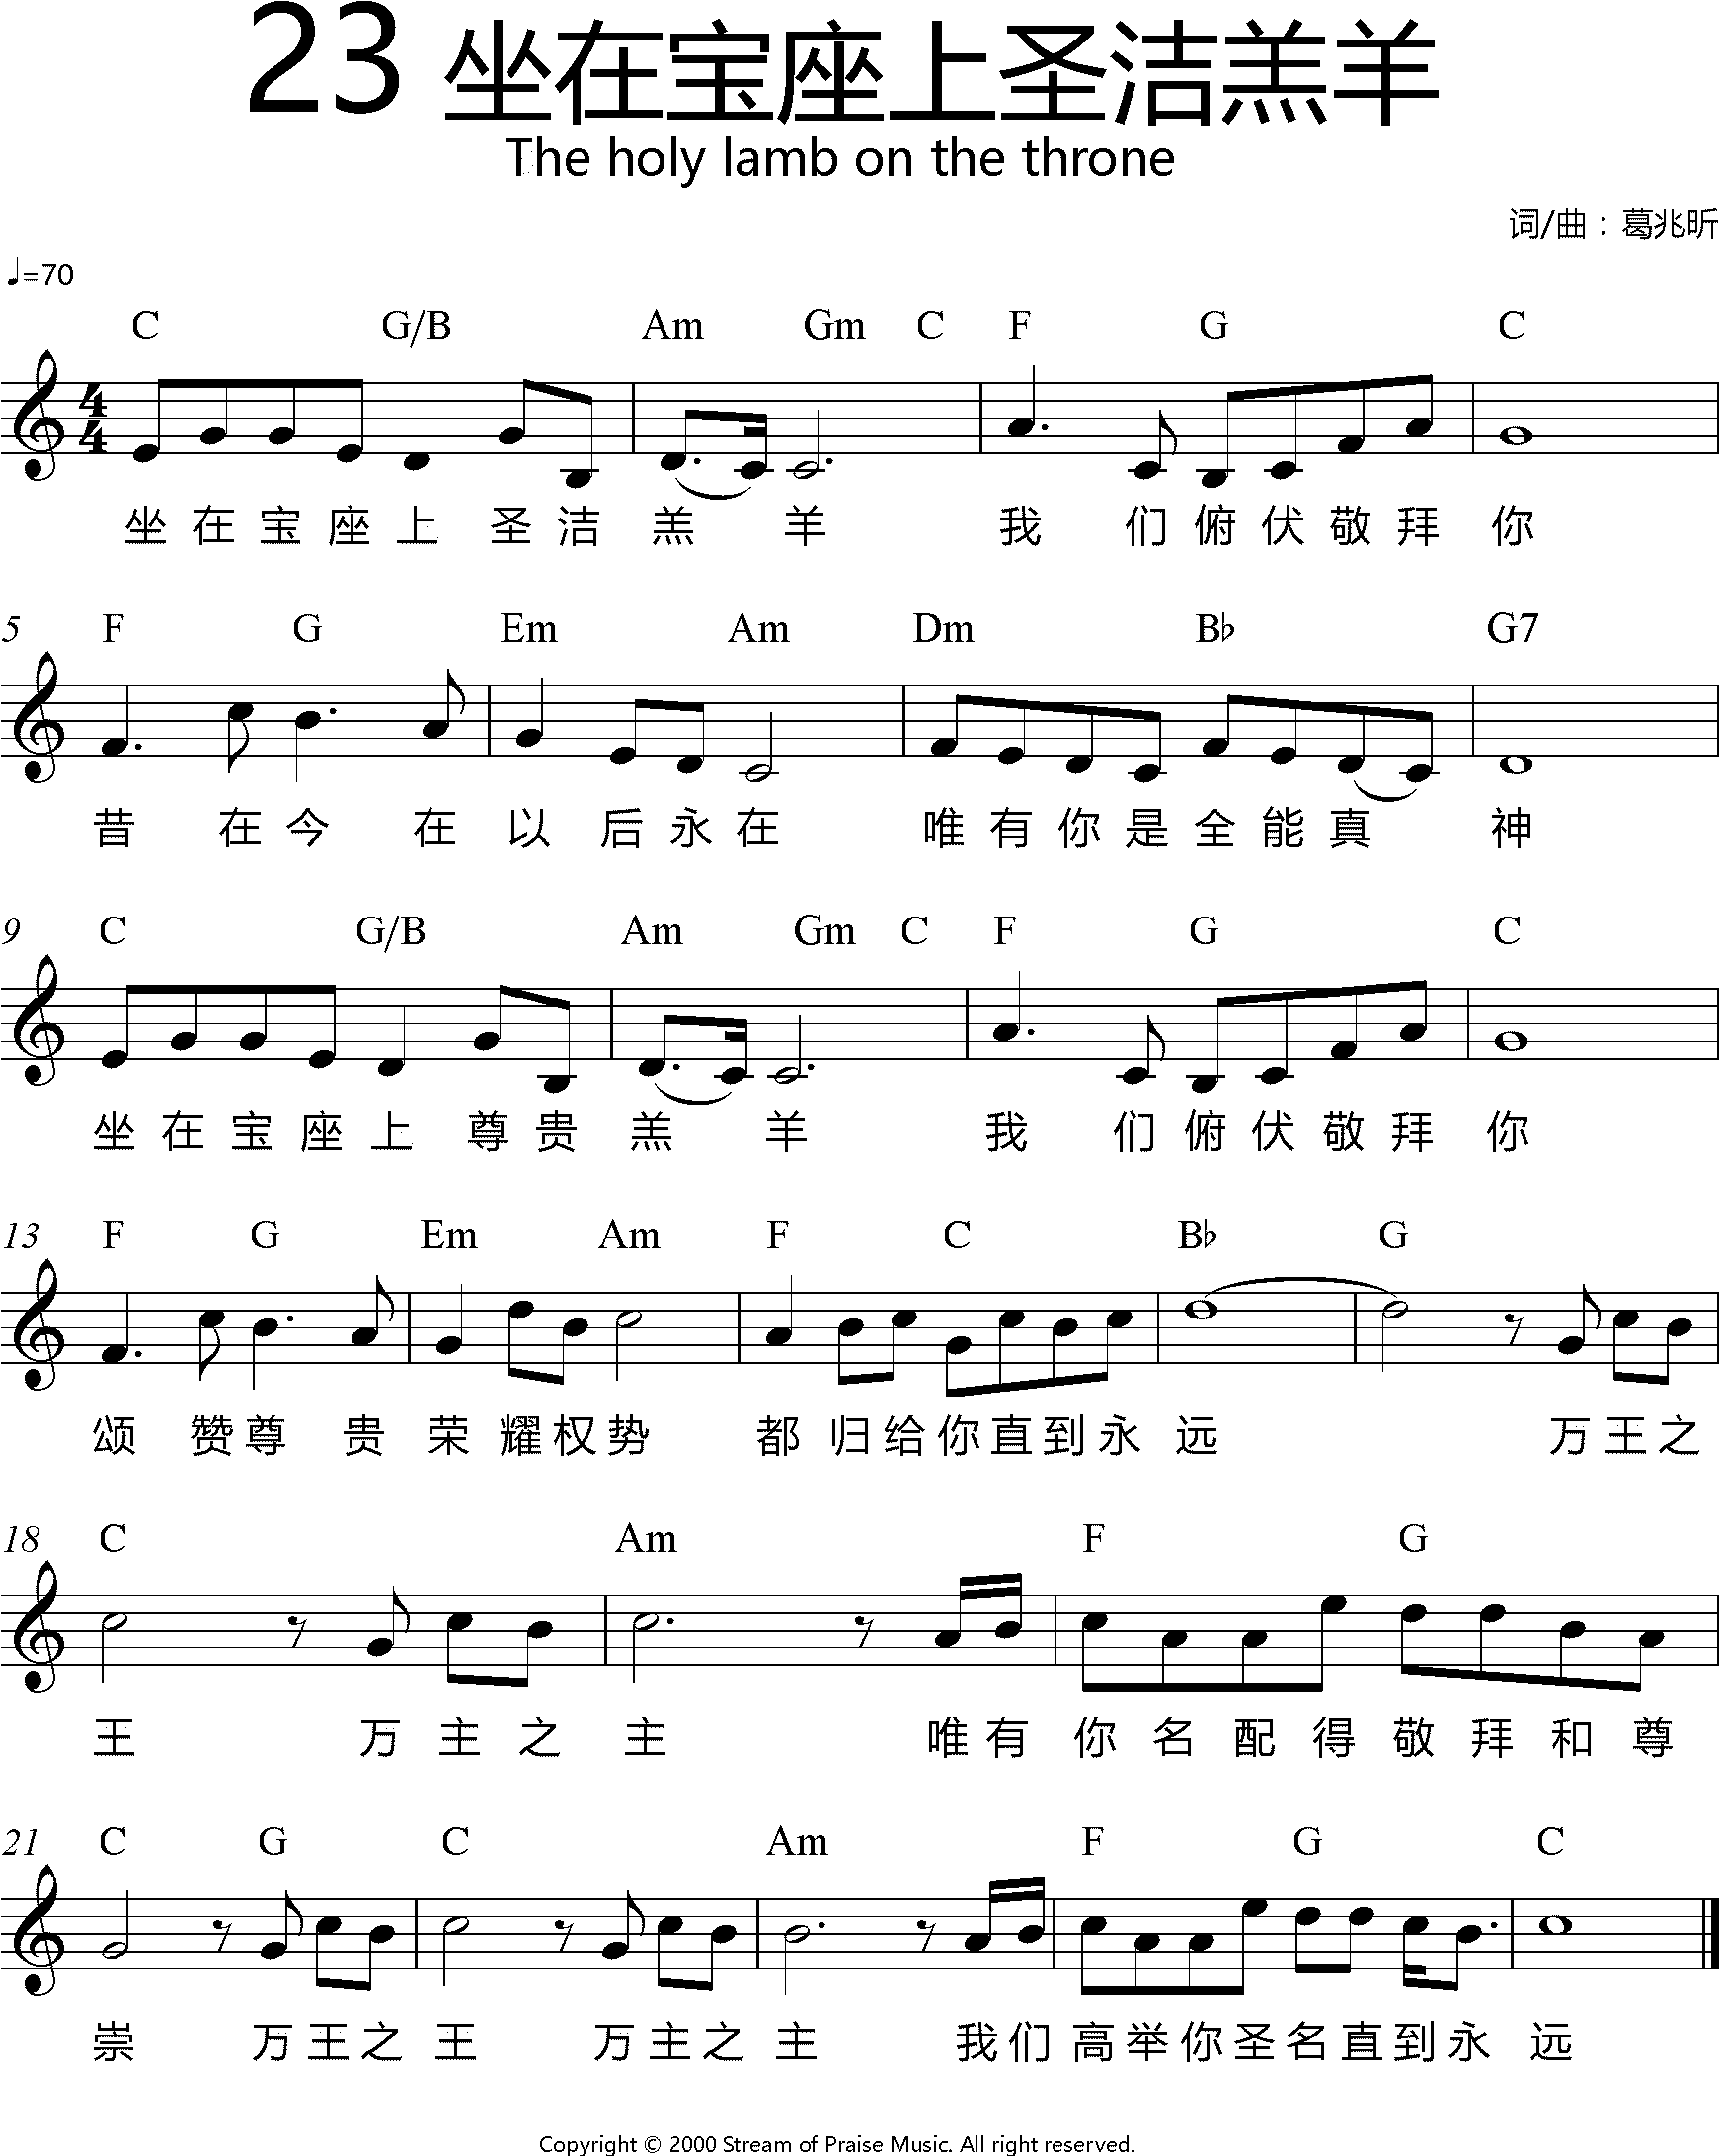 23 坐在宝座上圣洁羔羊
The holy lamb on the throne
词/曲：葛兆昕
♩=70
C G/B Am Gm C F G C
坐在宝座上圣洁羔羊 我们俯伏敬拜你
5 F G Em Am Dm B♭ G7
昔在今在以后永在 唯有你是全能真神
9 C G/B Am Gm C F G C
坐在宝座上尊贵羔羊 我们俯伏敬拜你
13 F G Em Am F C B♭ G
颂赞尊贵荣耀权势 都归给你直到永远 万王之
18 C Am F G
王 万主之主 唯有你名配得敬拜和尊
21 C G C Am F G C
崇 万王之王 万主之主 我们高举你圣名直到永远
Copyright © 2000 Stream of Praise Music. All right reserved.